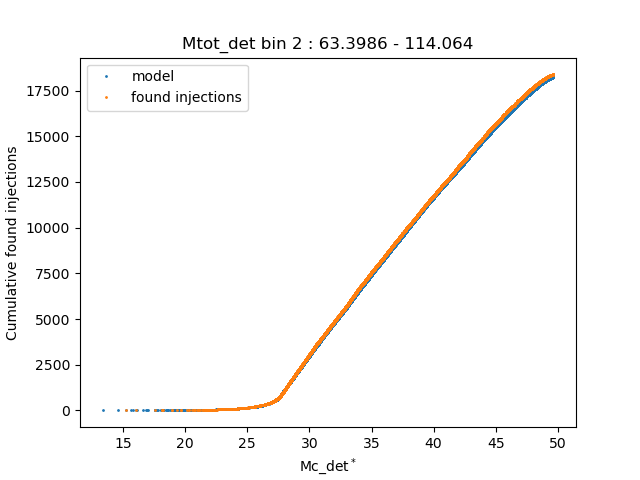 Mtot_det bin 2 : 63.3986 - 114.064
model
found injections
Cumulative found injections
17500
15000
12500
10000
7500
5000
2500
0
15 20 25 30 35 40 45 50
Mc_det*